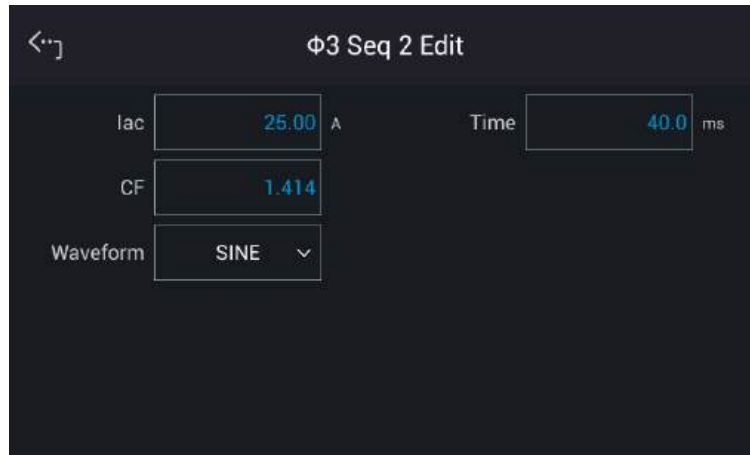 Φ3 Seq 2 Edit
Iac 25.00 A Time 40.0 ms
CF 1.414
Waveform SINE